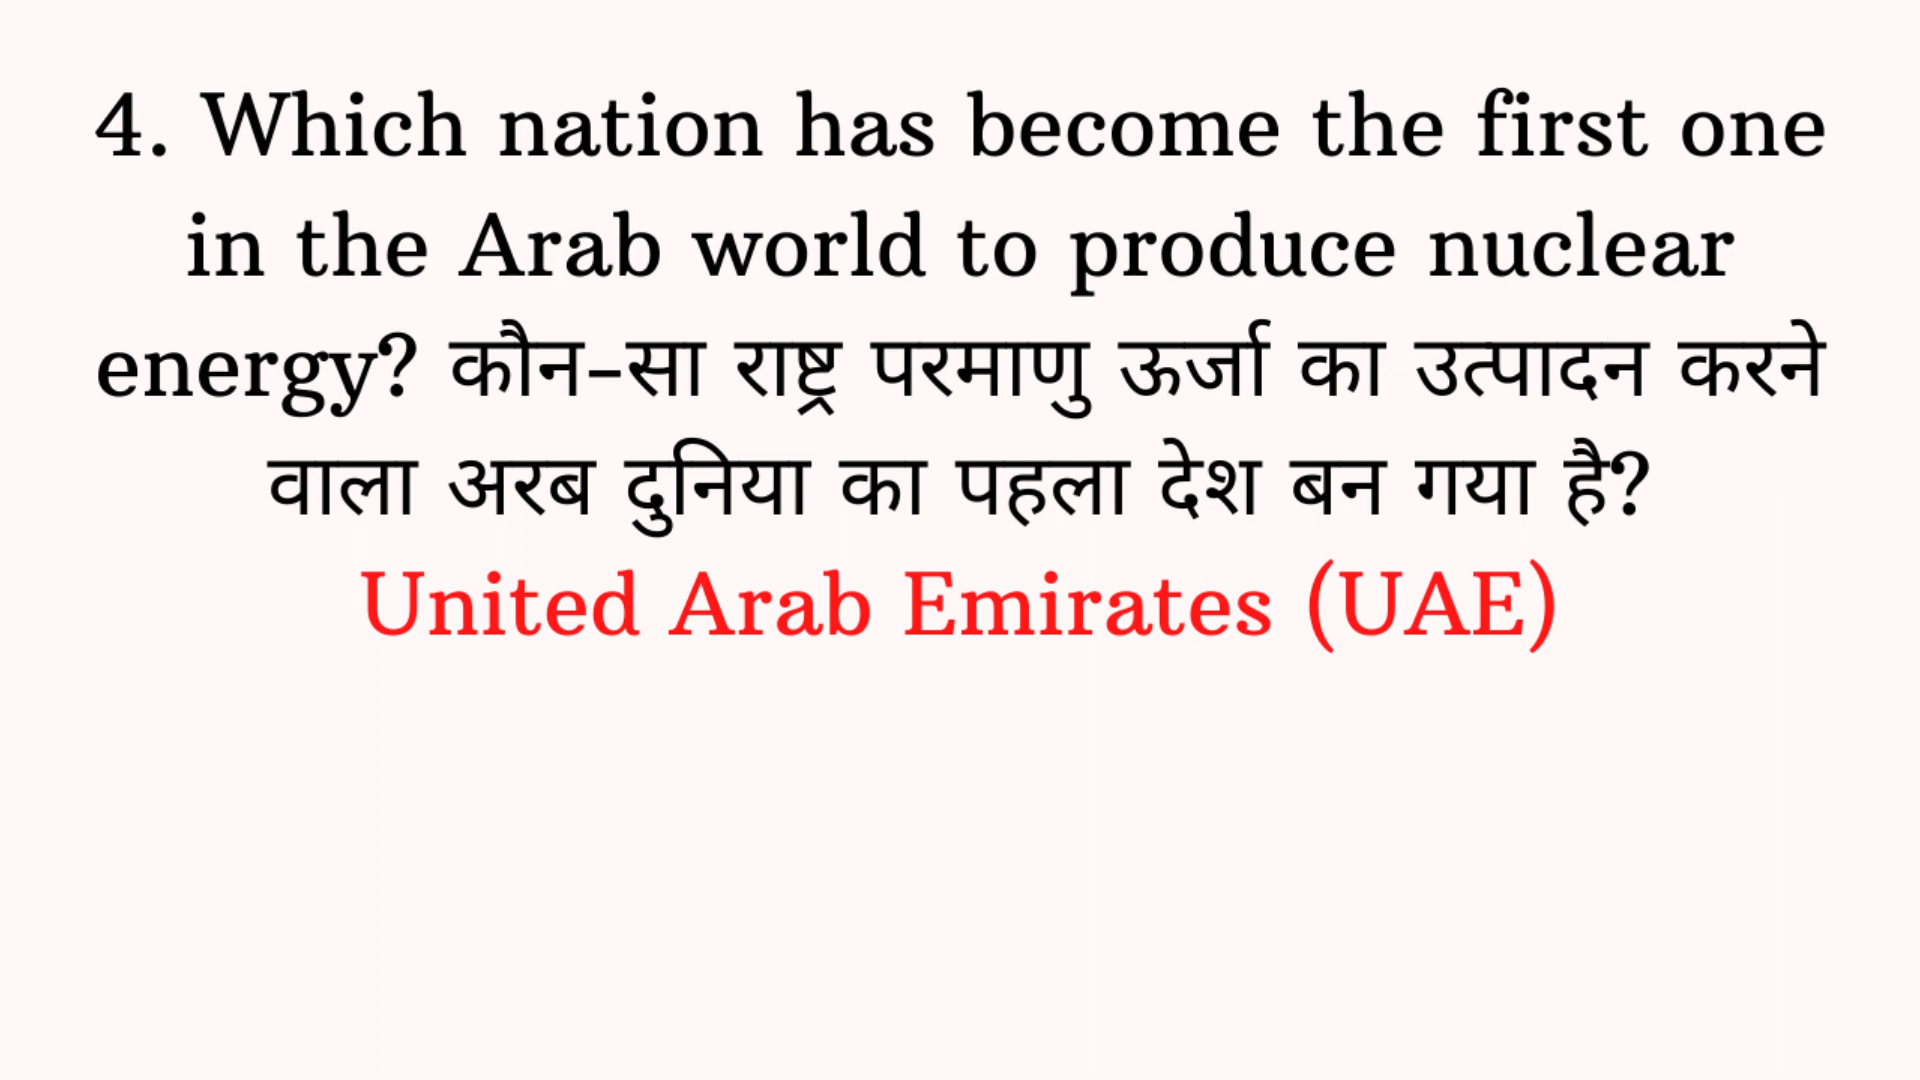 4. Which nation has become the first one
in the Arab world to produce nuclear
energy? कौन-सा राष्ट्र परमाणु ऊर्जा का उत्पादन करने
वाला अरब दुनिया का पहला देश बन गया है?
United Arab Emirates (UAE)